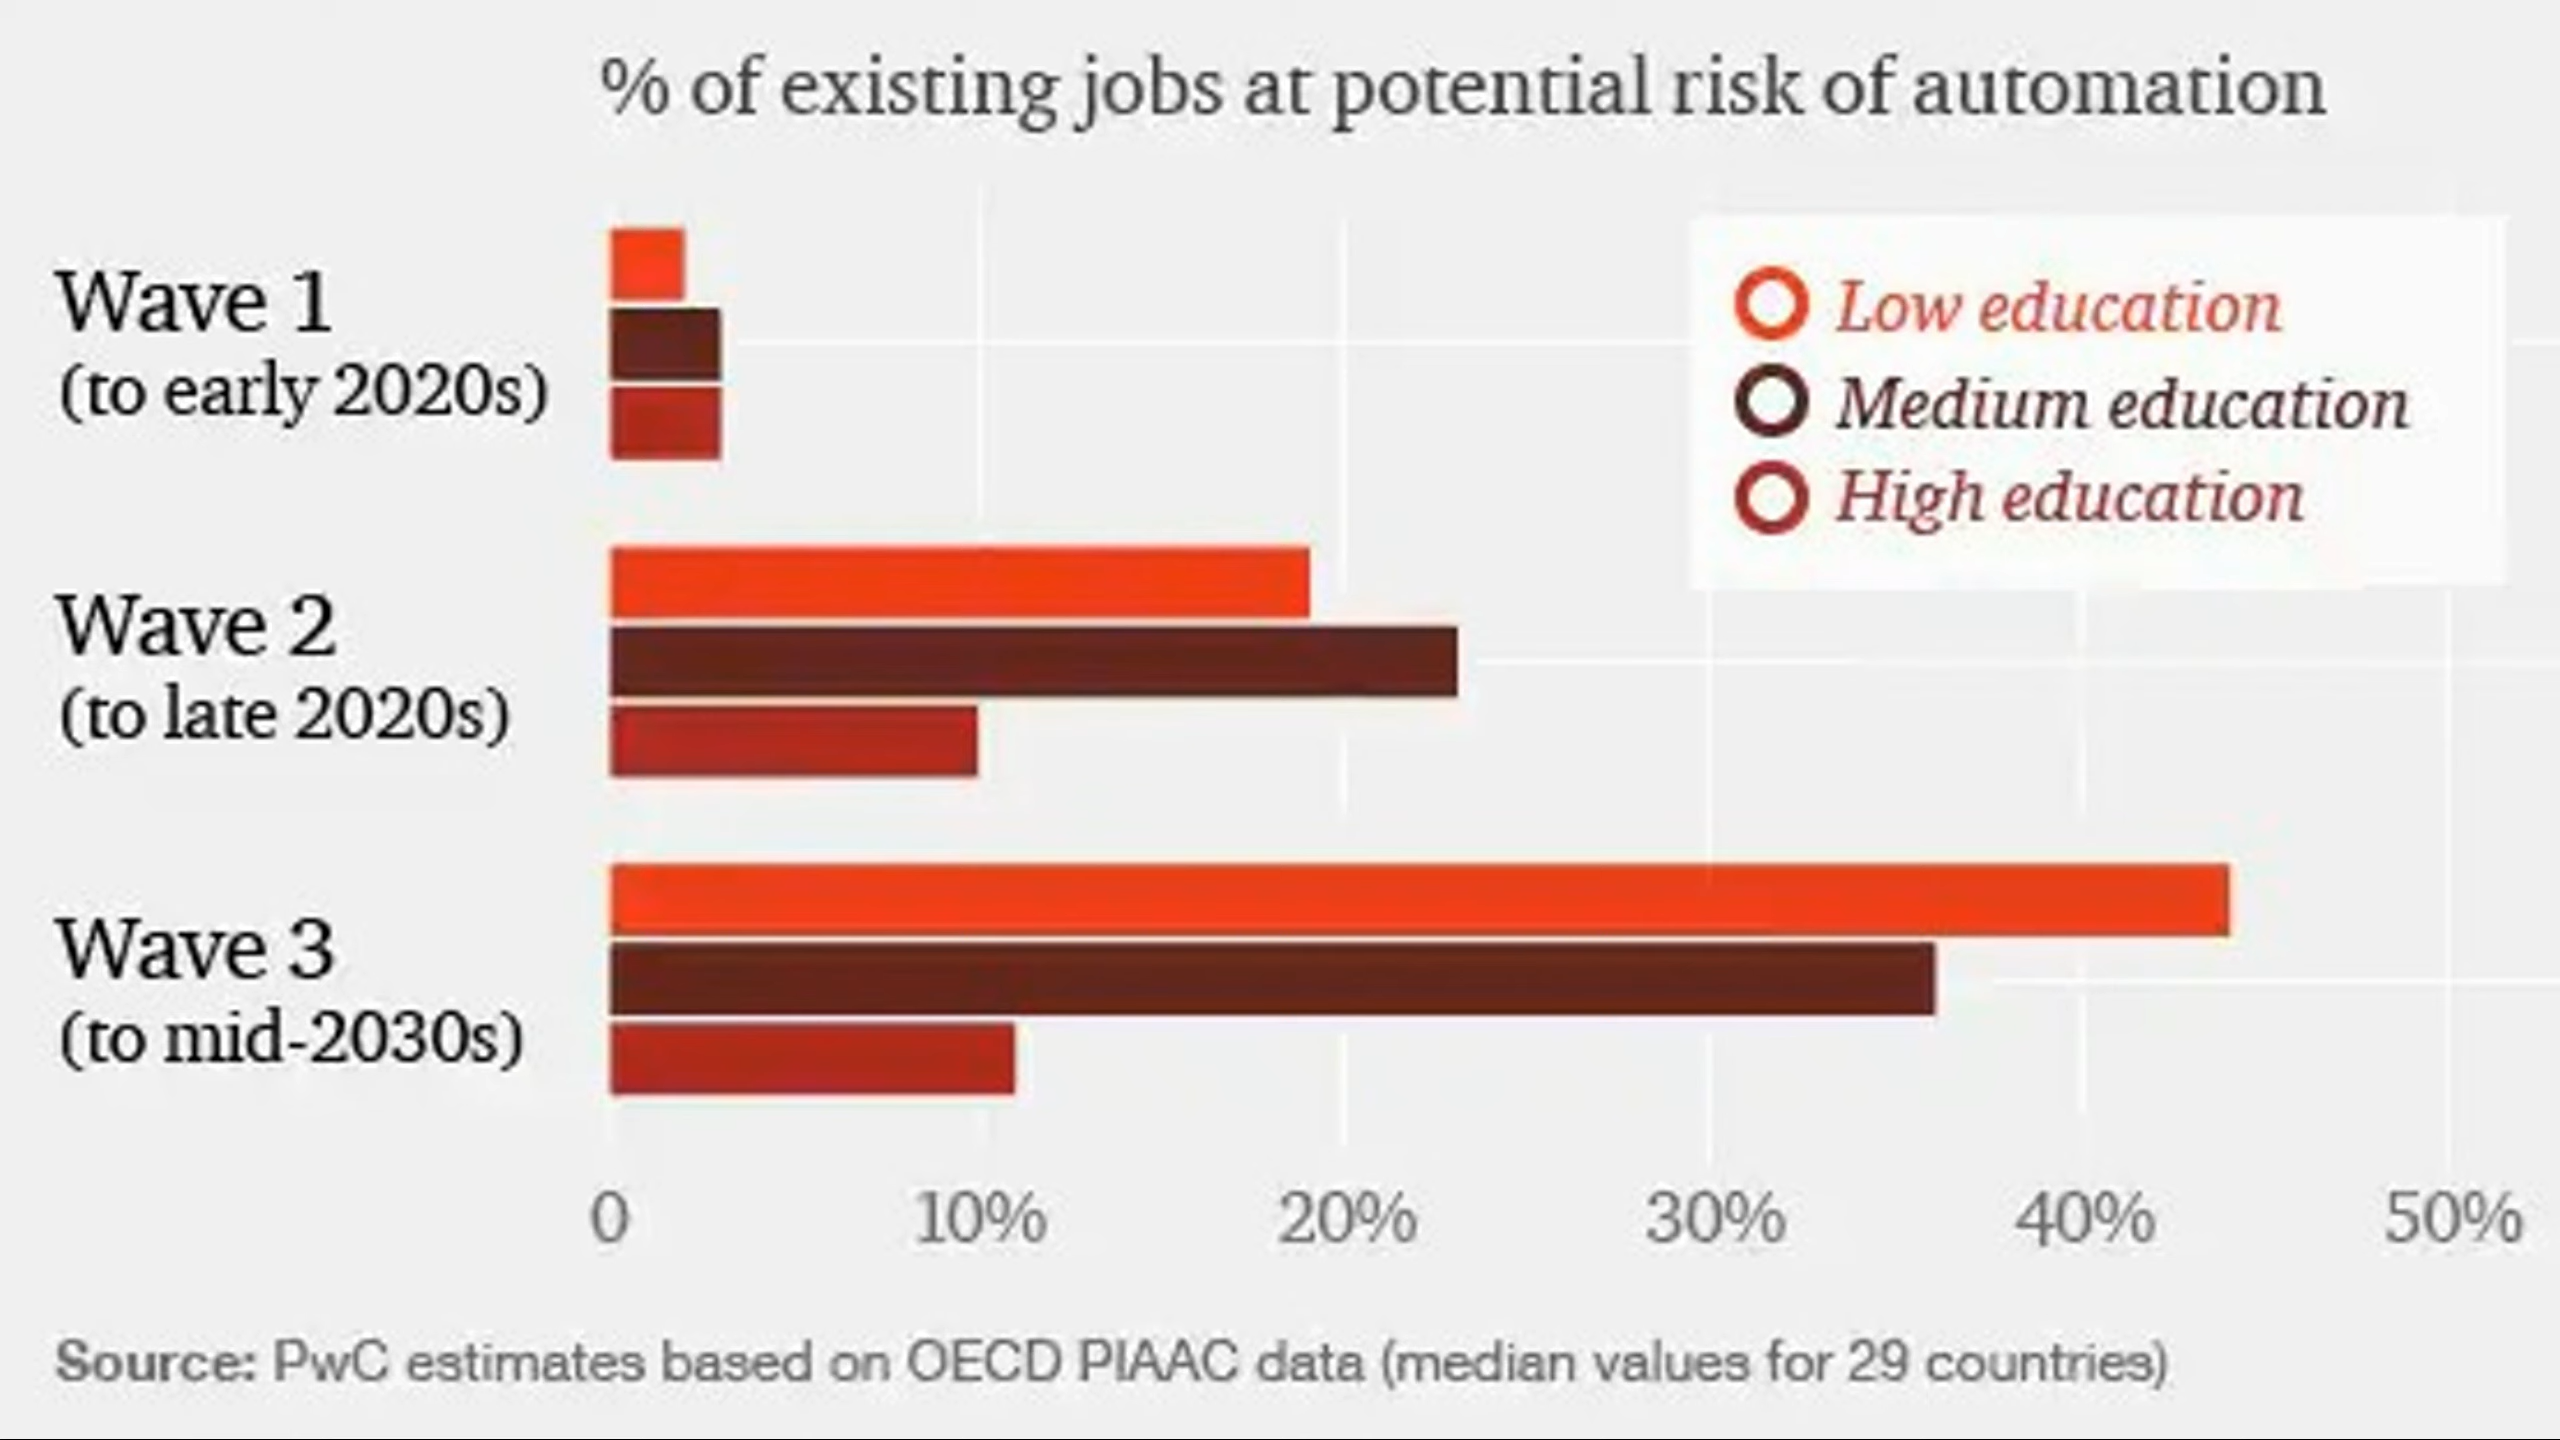 % of existing jobs at potential risk of automation
Wave 1
(to early 2020s)
Low education
Medium education
High education
Wave 2
(to late 2020s)
Wave 3
(to mid-2030s)
0 10% 20% 30% 40% 50%
Source: PwC estimates based on OECD PIAAC data (median values for 29 countries)